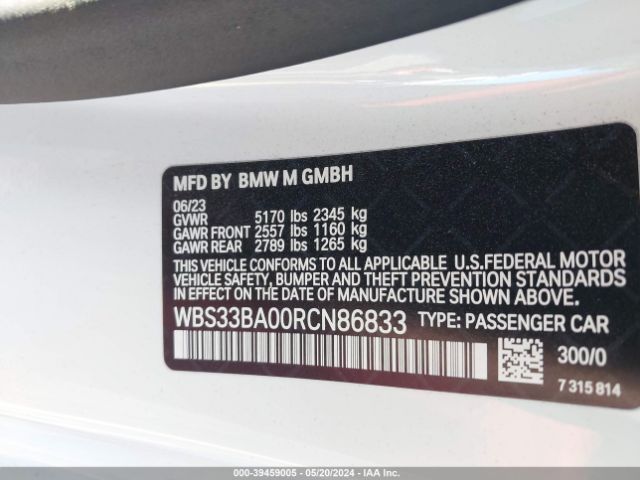 MFD BY BMW M GMBH
06/23
GVWR 5170 lbs 2345 kg
GAWR FRONT 2557 lbs 1160 kg
GAWR REAR 2789 lbs 1265 kg
THIS VEHICLE CONFORMS TO ALL APPLICABLE U.S.FEDERAL MOTOR
VEHICLE SAFETY, BUMPER AND THEFT PREVENTION STANDARDS
IN EFFECT ON THE DATE OF MANUFACTURE SHOWN ABOVE.
WBS33BA00RCN86833 TYPE: PASSENGER CAR
300/0
7 315 814
000-39459005 - 05/20/2024 - IAA Inc.